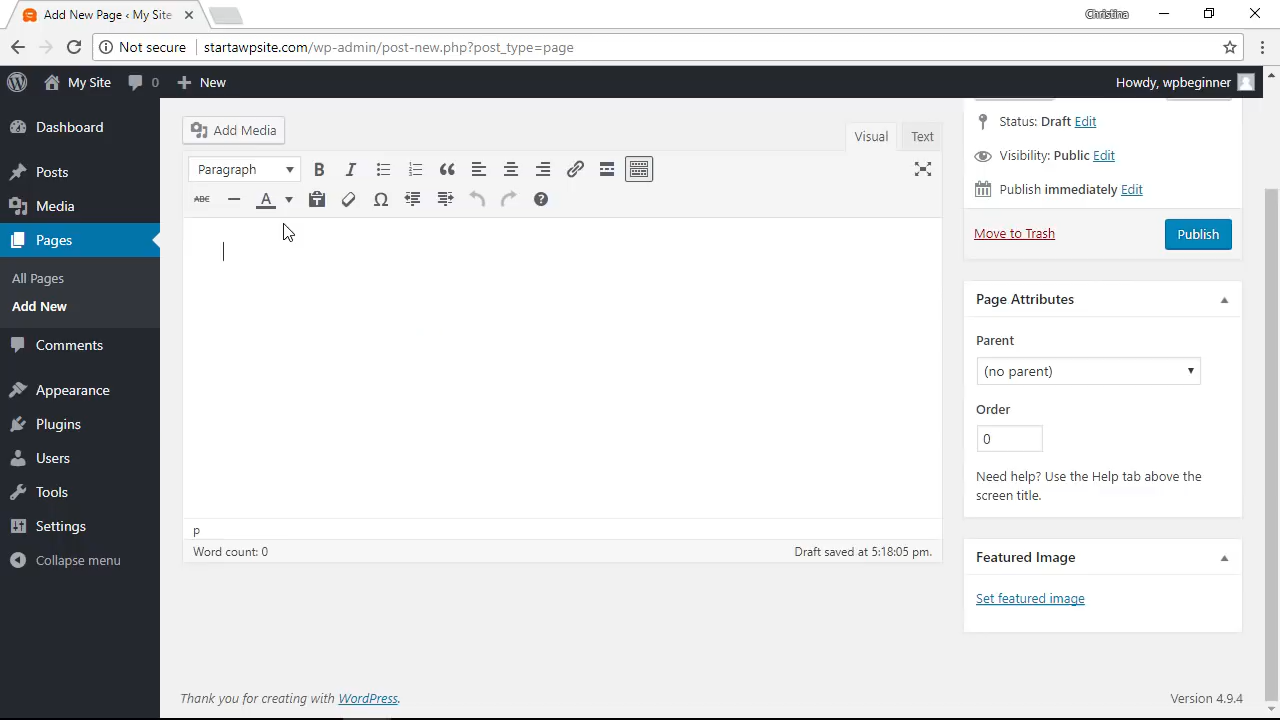 Add New Page ‹ My Site
Christina
Not secure
startawpsite.com/wp-admin/post-new.php?post_type=page
My Site
0
New
Howdy, wpbeginner
Dashboard
Posts
Media
Pages
All Pages
Add New
Comments
Appearance
Plugins
Users
Tools
Settings
Collapse menu
Add Media
Visual
Text
Paragraph
B
I
ABC
A
Ω
p
Word count: 0
Draft saved at 5:18:05 pm.
Status: Draft Edit
Visibility: Public Edit
Publish immediately Edit
Move to Trash
Publish
Page Attributes
Parent
(no parent)
Order
0
Need help? Use the Help tab above the
screen title.
Featured Image
Set featured image
Thank you for creating with WordPress.
Version 4.9.4